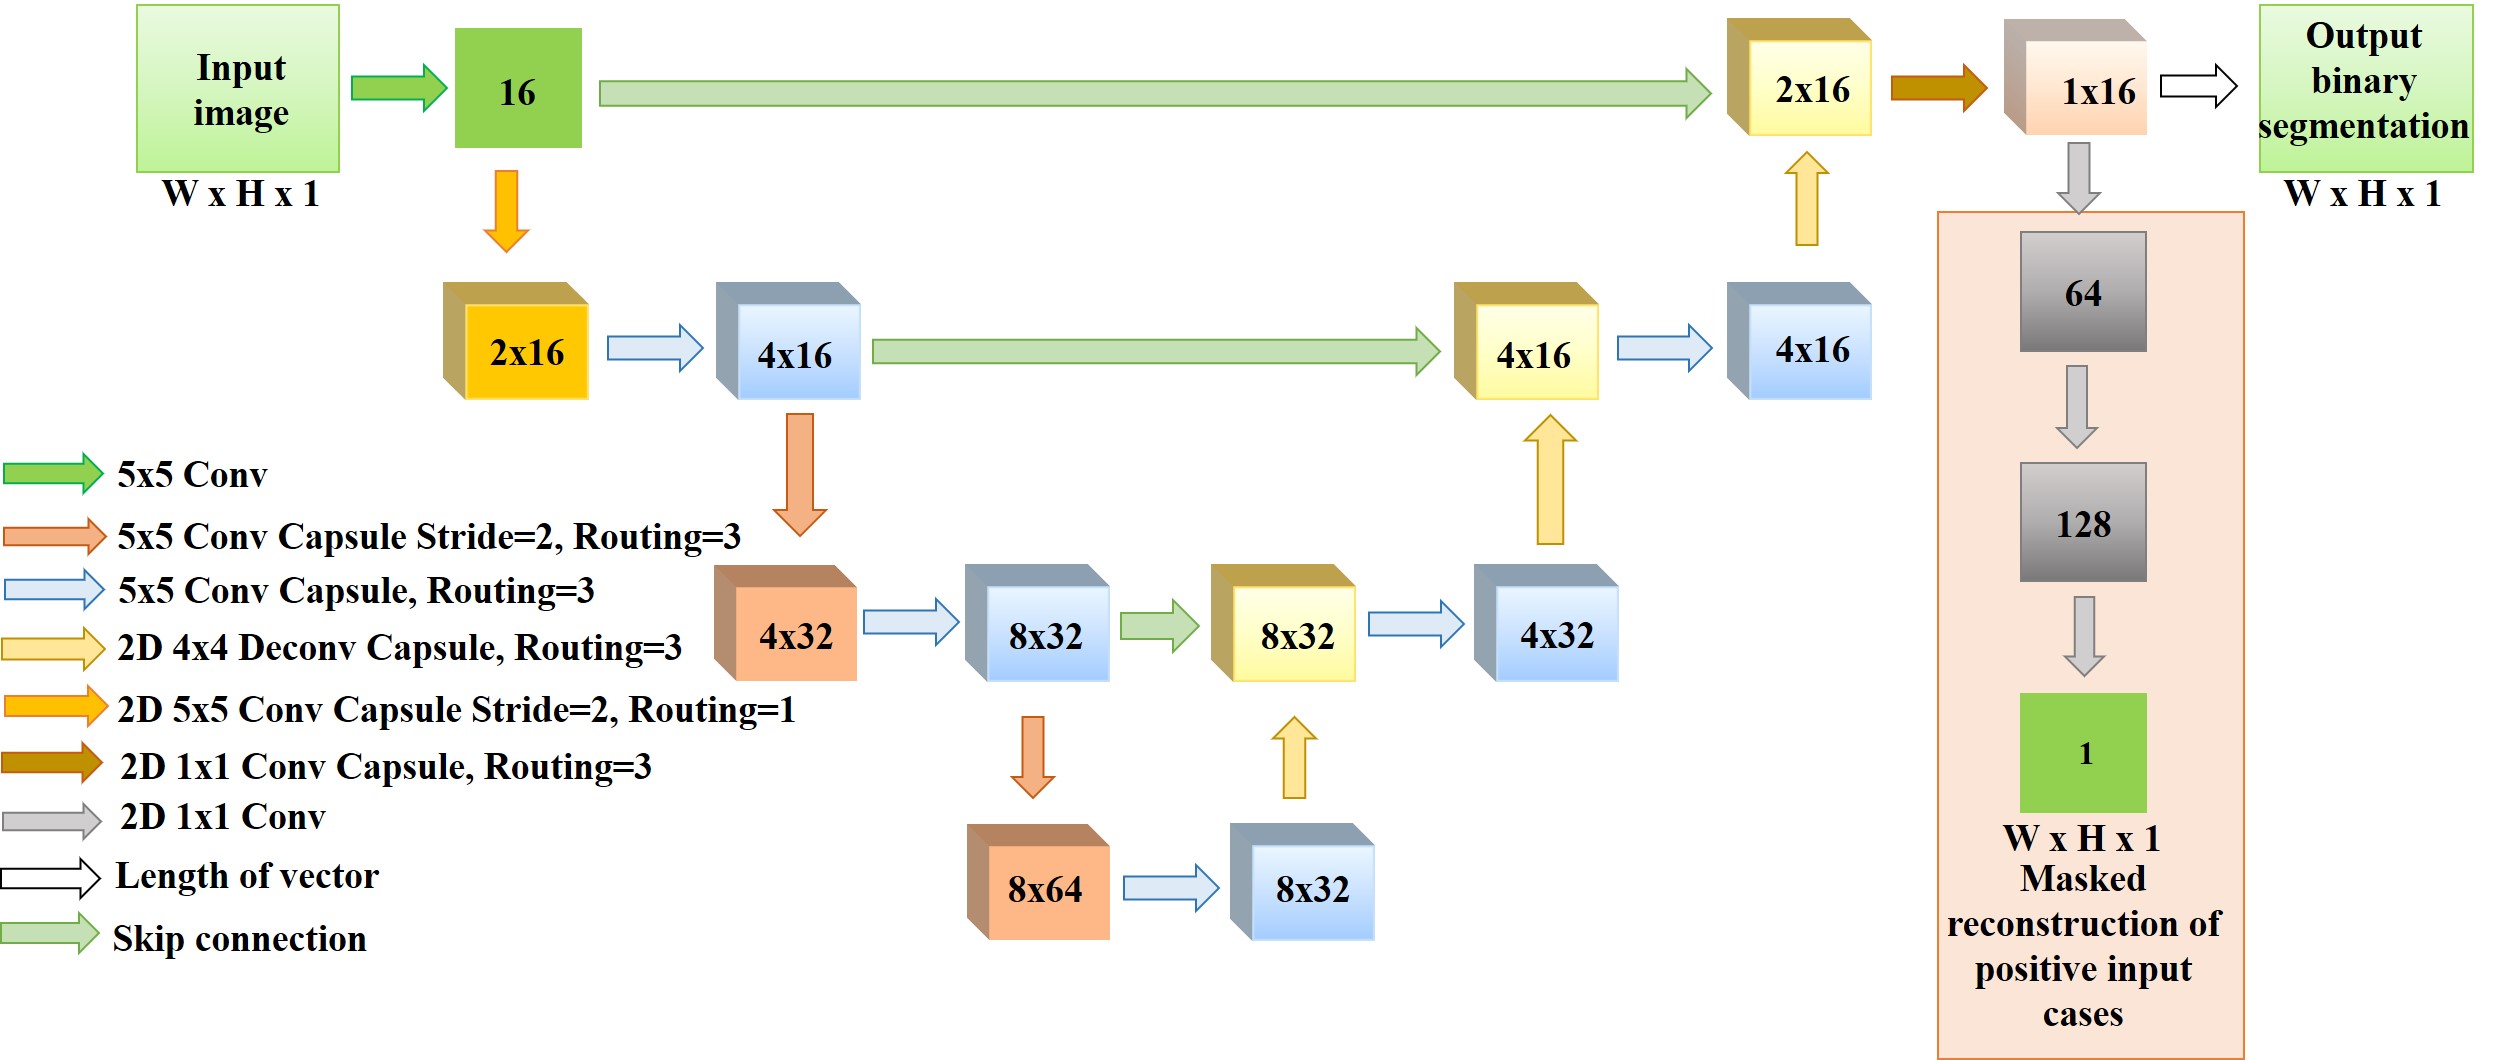 Input
image
W x H x 1
16
2x16
1x16
Output
binary
segmentation
W x H x 1
2x16
4x16
4x16
4x16
4x32
8x32
8x32
4x32
8x64
8x32
5x5 Conv
5x5 Conv Capsule Stride=2, Routing=3
5x5 Conv Capsule, Routing=3
2D 4x4 Deconv Capsule, Routing=3
2D 5x5 Conv Capsule Stride=2, Routing=1
2D 1x1 Conv Capsule, Routing=3
2D 1x1 Conv
Length of vector
Skip connection
64
128
1
W x H x 1
Masked
reconstruction of
positive input
cases